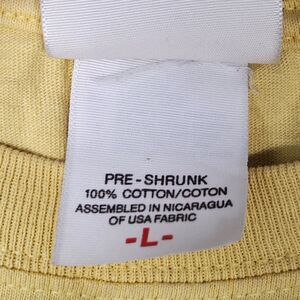 PRE - SHRUNK
100% COTTON/COTON
ASSEMBLED IN NICARAGUA
OF USA FABRIC
-L-